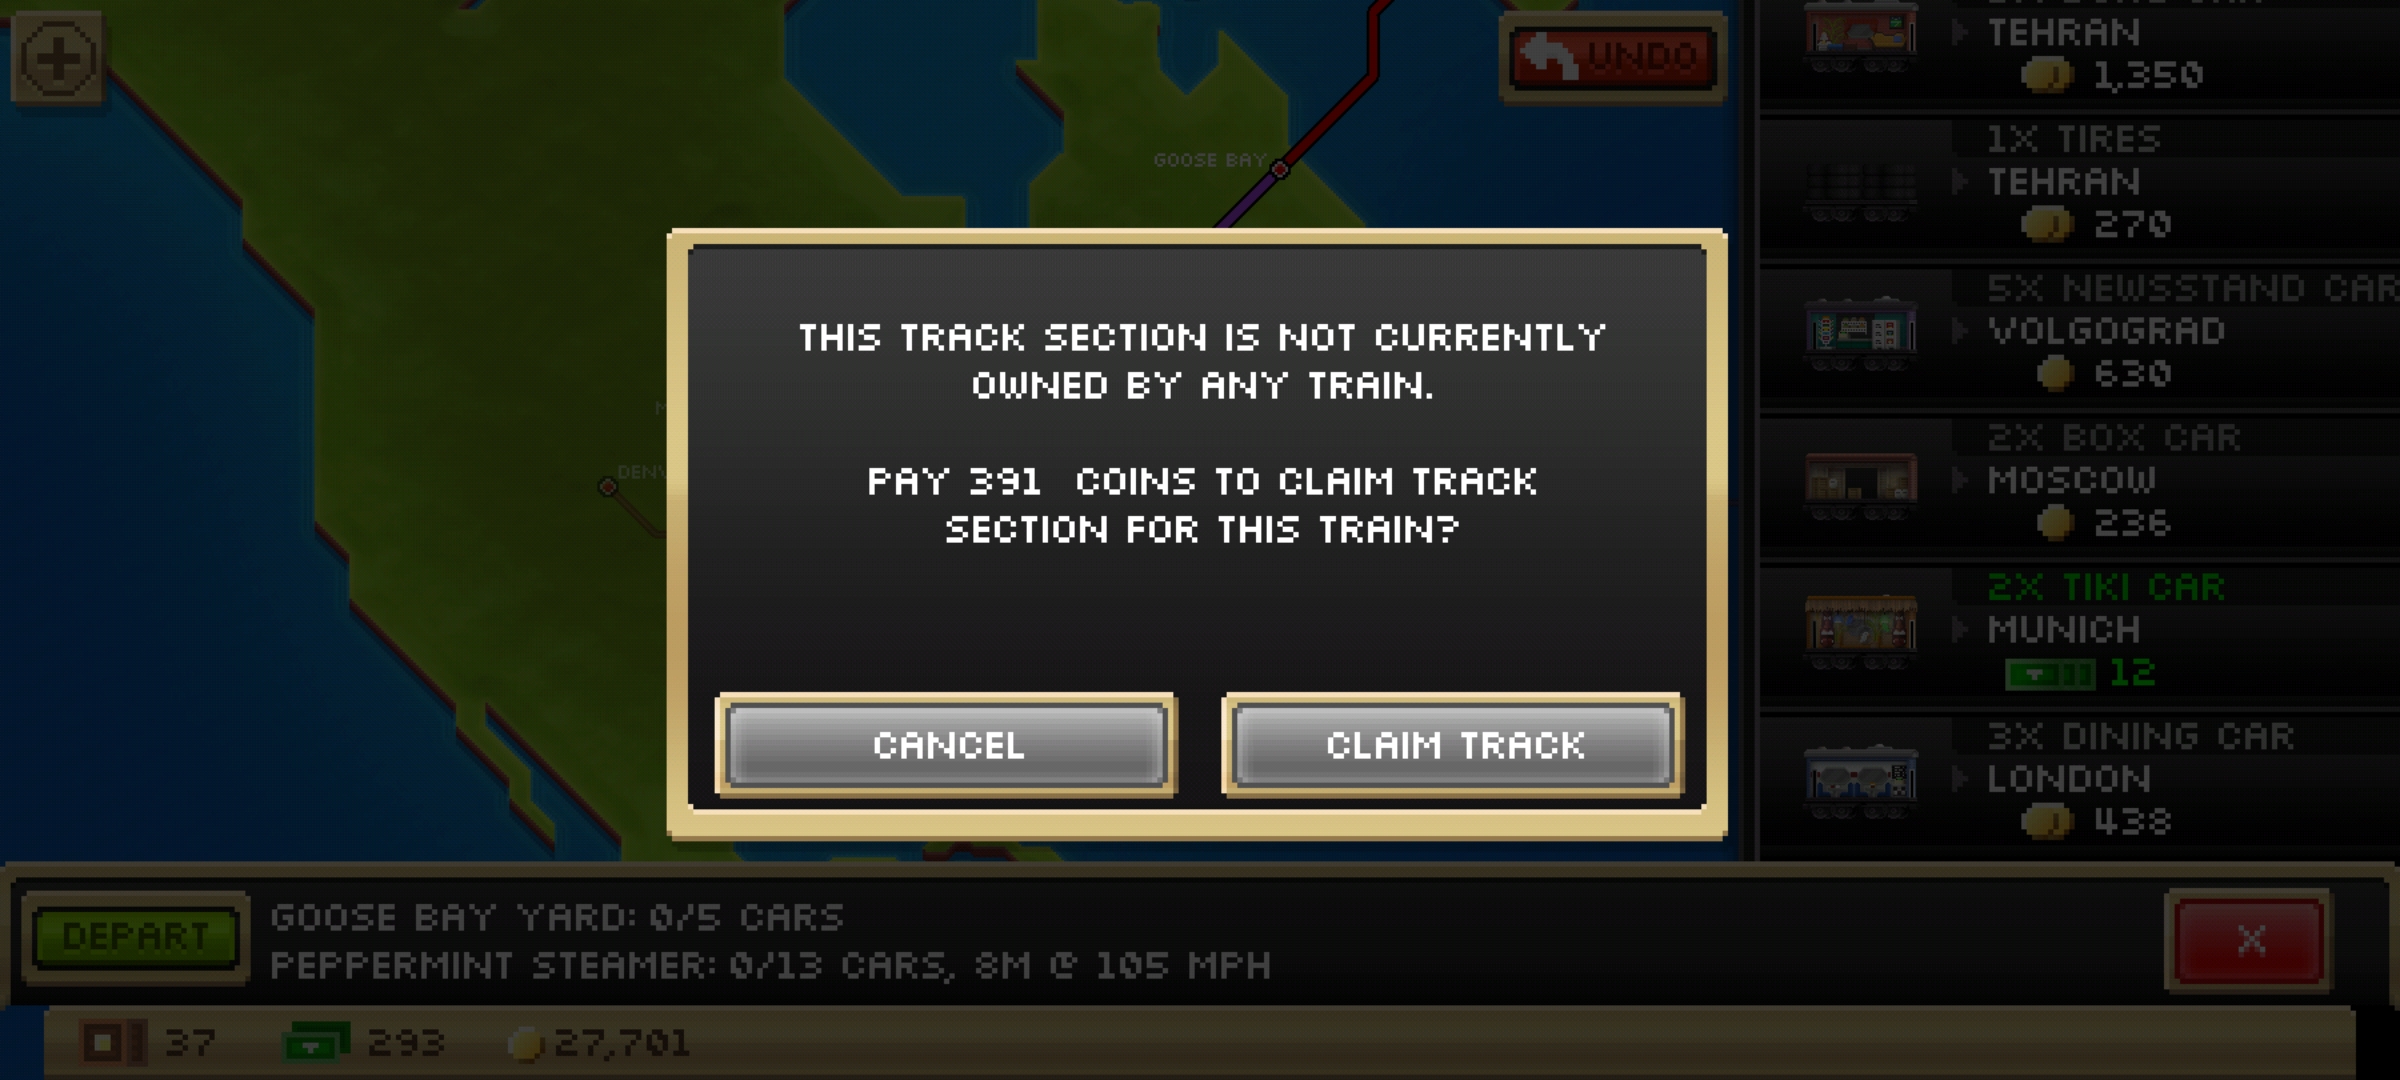 UNDO
TEHRAN
1,350
1X TIRES
TEHRAN
270
5X NEWSSTAND CAR
VOLGOGRAD
630
2X BOX CAR
MOSCOW
236
2X TIKI CAR
MUNICH
12
3X DINING CAR
LONDON
438
GOOSE BAY
DENV
THIS TRACK SECTION IS NOT CURRENTLY
OWNED BY ANY TRAIN.
PAY 391 COINS TO CLAIM TRACK
SECTION FOR THIS TRAIN?
CANCEL
CLAIM TRACK
DEPART
GOOSE BAY YARD: 0/5 CARS
PEPPERMINT STEAMER: 0/13 CARS, 8M @ 105 MPH
X
37
293
27,701